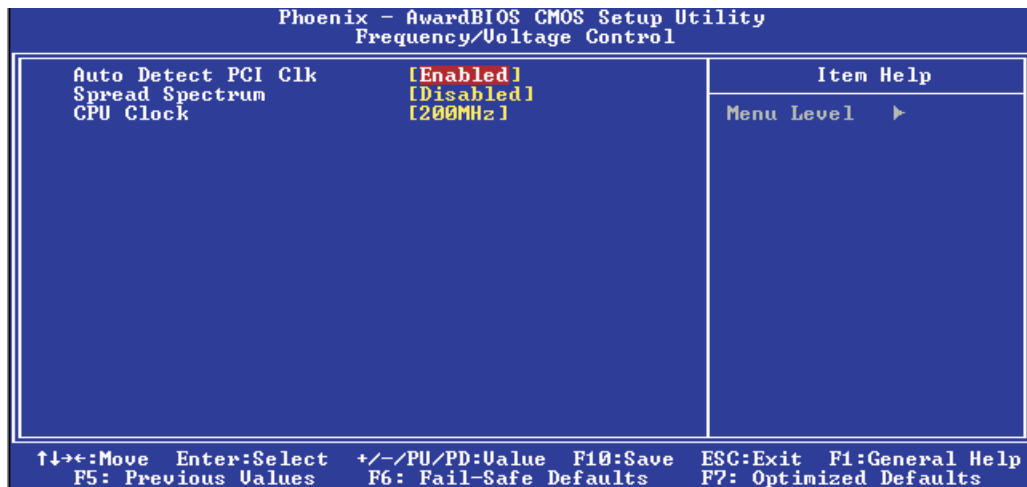 Phoenix - AwardBIOS CMOS Setup Utility
Frequency/Voltage Control
Auto Detect PCI Clk [Enabled]
Spread Spectrum [Disabled]
CPU Clock [200MHz]
Item Help
Menu Level ►
↑↓→←:Move Enter:Select +/-/PU/PD:Value F10:Save ESC:Exit F1:General Help
F5: Previous Values F6: Fail-Safe Defaults F7: Optimized Defaults